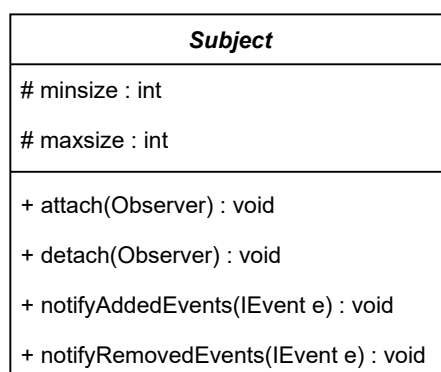 Subject
# minsize : int
# maxsize : int
+ attach(Observer) : void
+ detach(Observer) : void
+ notifyAddedEvents(IEvent e) : void
+ notifyRemovedEvents(IEvent e) : void